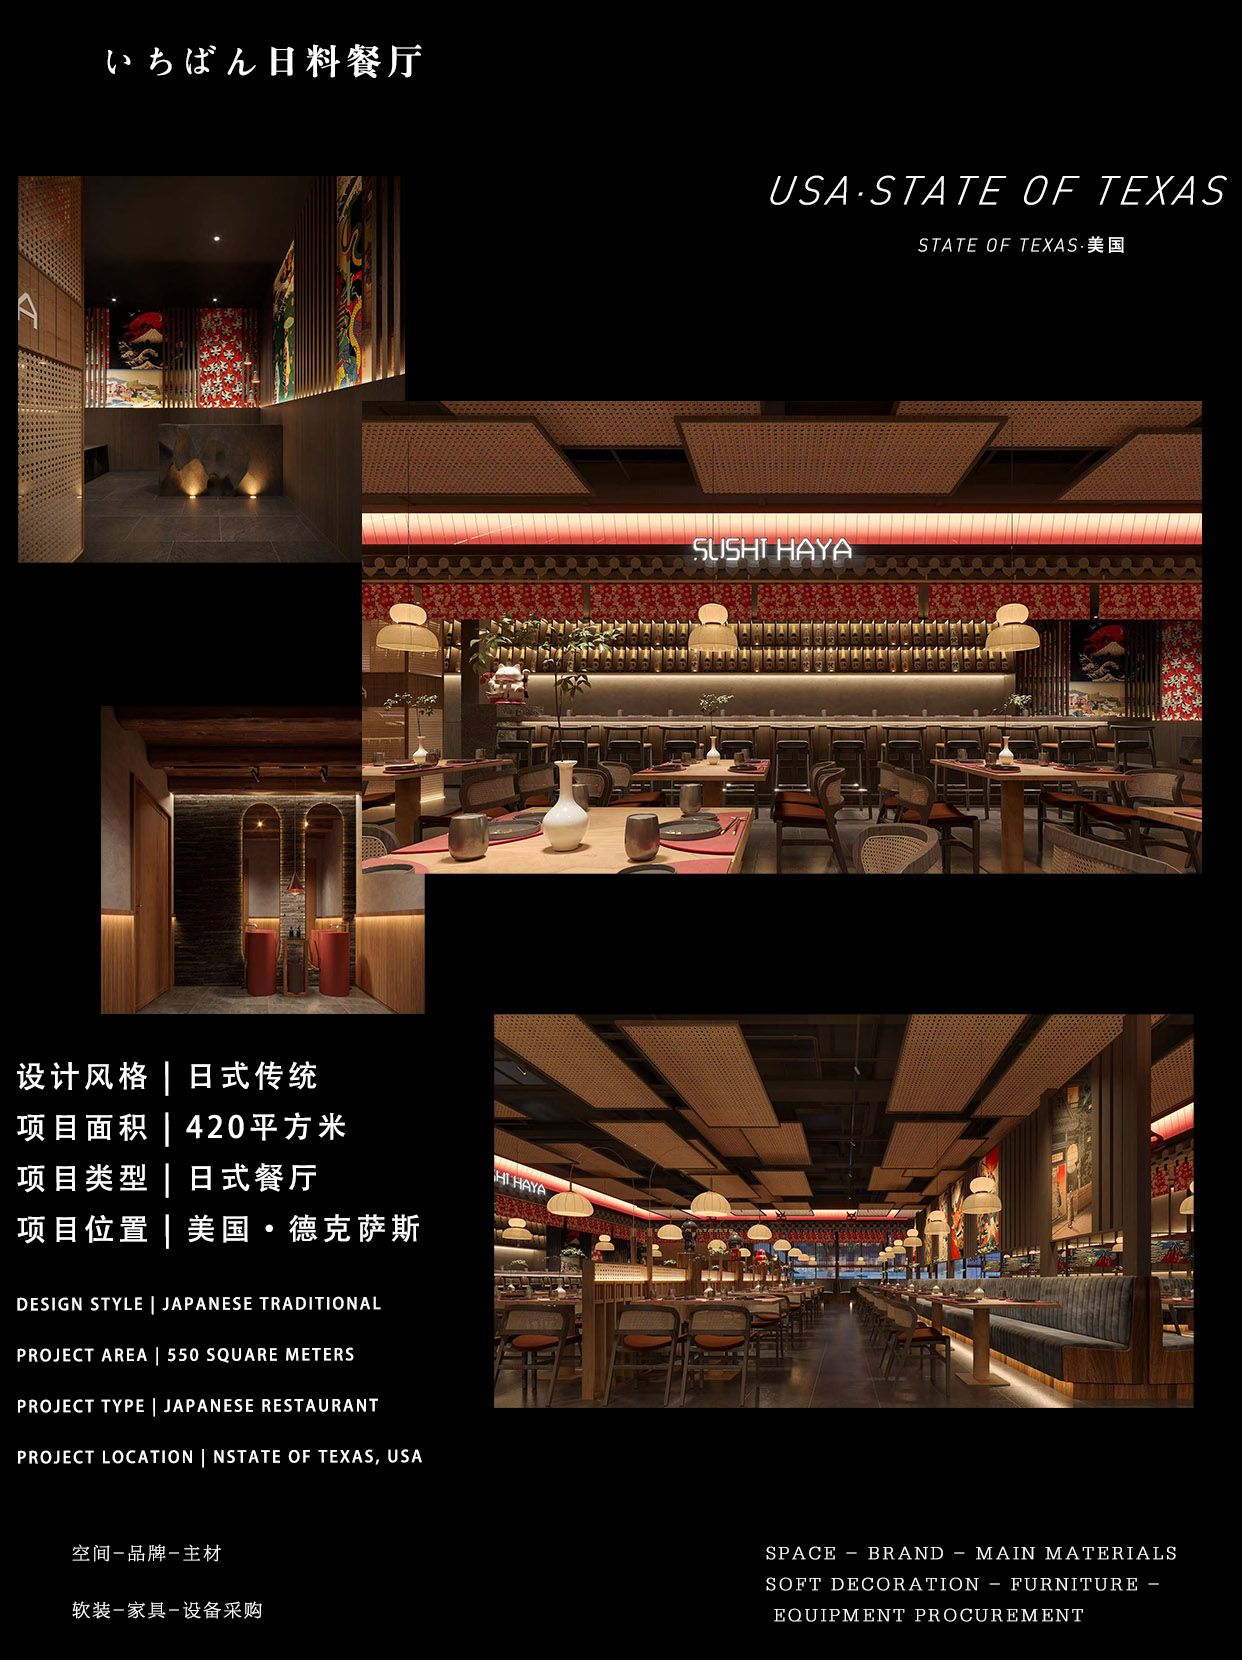 いちばん日料餐厅
USA·STATE OF TEXAS
STATE OF TEXAS·美国
A
SUSHI HAYA
SHI HAYA
设计风格 | 日式传统
项目面积 | 420平方米
项目类型 | 日式餐厅
项目位置 | 美国·德克萨斯
DESIGN STYLE | JAPANESE TRADITIONAL
PROJECT AREA | 550 SQUARE METERS
PROJECT TYPE | JAPANESE RESTAURANT
PROJECT LOCATION | NSTATE OF TEXAS, USA
空间-品牌-主材
软装-家具-设备采购
SPACE - BRAND - MAIN MATERIALS
SOFT DECORATION - FURNITURE -
EQUIPMENT PROCUREMENT